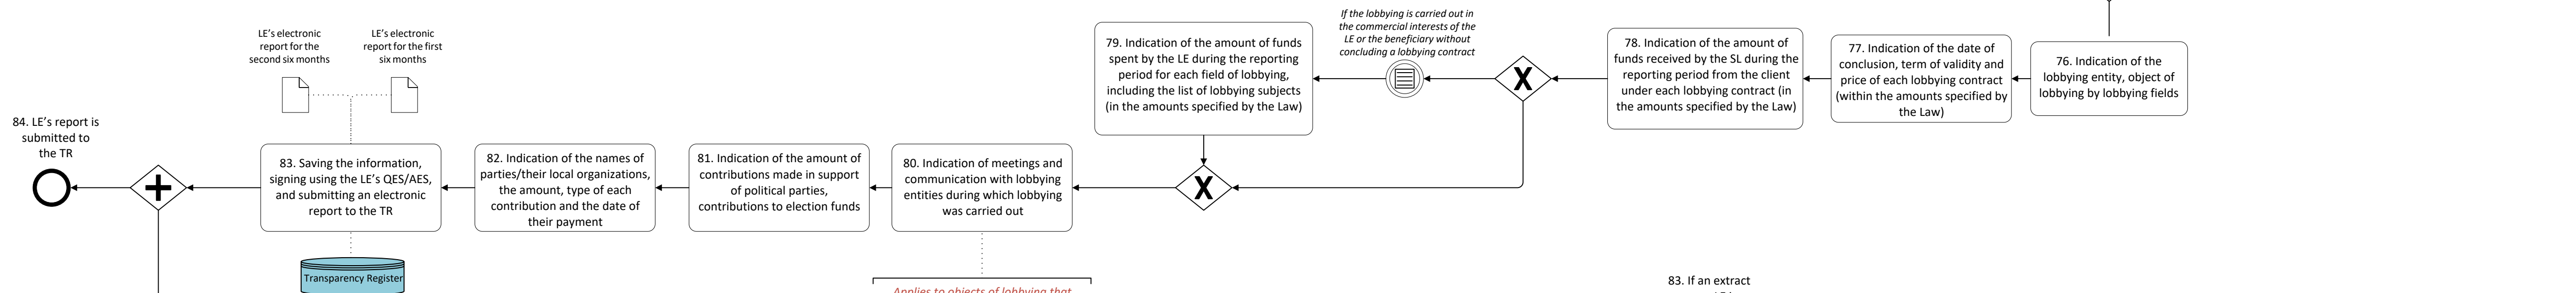 LE's electronic
report for the
second six months
LE's electronic
report for the first
six months
84. LE's report is
submitted to
the TR
83. Saving the information,
signing using the LE's QES/AES,
and submitting an electronic
report to the TR
Transparency Register
82. Indication of the names of
parties/their local organizations,
the amount, type of each
contribution and the date of
their payment
81. Indication of the amount of
contributions made in support
of political parties,
contributions to election funds
80. Indication of meetings and
communication with lobbying
entities during which lobbying
was carried out
Applies to objects of lobbying that
X
79. Indication of the amount of funds
spent by the LE during the reporting
period for each field of lobbying,
including the list of lobbying subjects
(in the amounts specified by the Law)
If the lobbying is carried out in
the commercial interests of the
LE or the beneficiary without
concluding a lobbying contract
X
78. Indication of the amount of
funds received by the SL during the
reporting period from the client
under each lobbying contract (in
the amounts specified by the Law)
77. Indication of the date of
conclusion, term of validity and
price of each lobbying contract
(within the amounts specified by
the Law)
76. Indication of the
lobbying entity, object of
lobbying by lobbying fields
83. If an extract